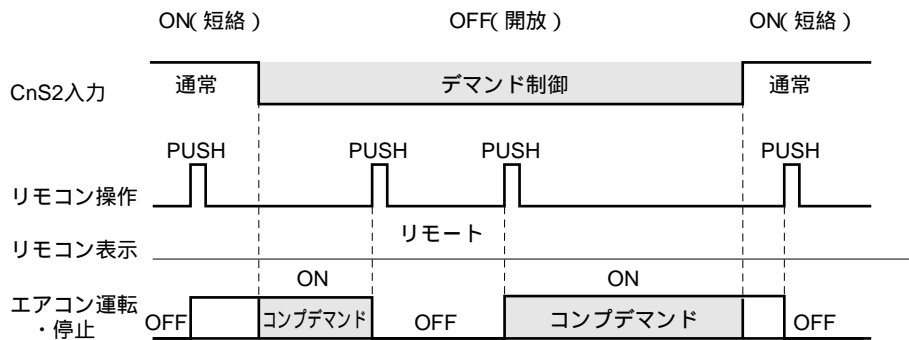 ON(短絡) OFF(開放) ON(短絡)
CnS2入力 通常 デマンド制御 通常
PUSH PUSH PUSH PUSH
リモコン操作
リモコン表示 リモート
ON ON
エアコン運転
・停止 OFF コンプデマンド OFF コンプデマンド OFF